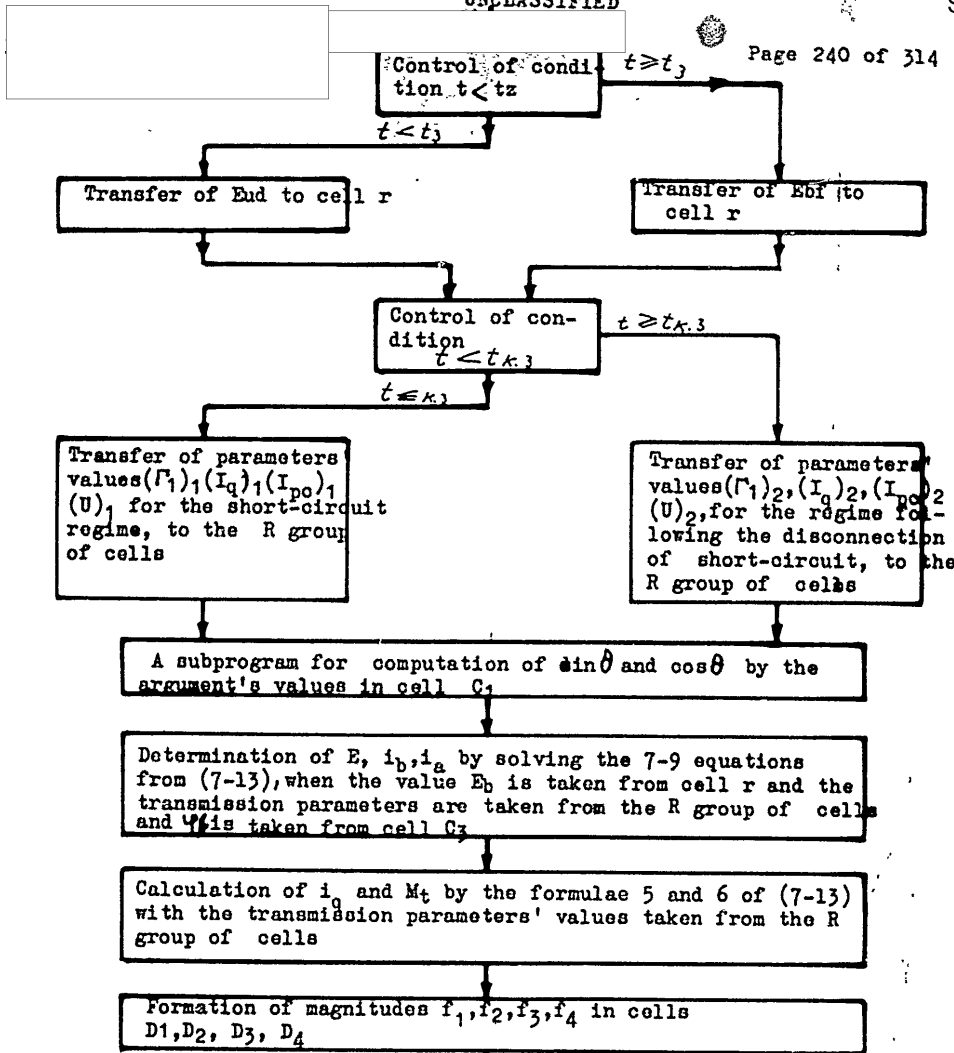 UNCLASSIFIED
Page 240 of 314
Control of condi-
tion t < tz
t ≥ t3
t < t3
Transfer of Eud to cell r
Transfer of Ebf to
cell r
Control of con-
dition
t < tK.3
t ≥ tK.3
t ≤ K.3
Transfer of parameters
values(Γ1)1(Iq)1(Ipo)1
(U)1 for the short-circuit
regime, to the R group
of cells
Transfer of parameters'
values(Γ1)2,(Iq)2,(Ipo)2
(U)2,for the regime fol-
lowing the disconnection
of short-circuit, to the
R group of cells
A subprogram for computation of sinθ and cosθ by the
argument's values in cell C1
Determination of E, ib,ia by solving the 7-9 equations
from (7-13),when the value Eb is taken from cell r and the
transmission parameters are taken from the R group of cells
and is taken from cell C3
Calculation of iq and Mt by the formulae 5 and 6 of (7-13)
with the transmission parameters' values taken from the R
group of cells
Formation of magnitudes f1,f2,f3,f4 in cells
D1,D2, D3, D4